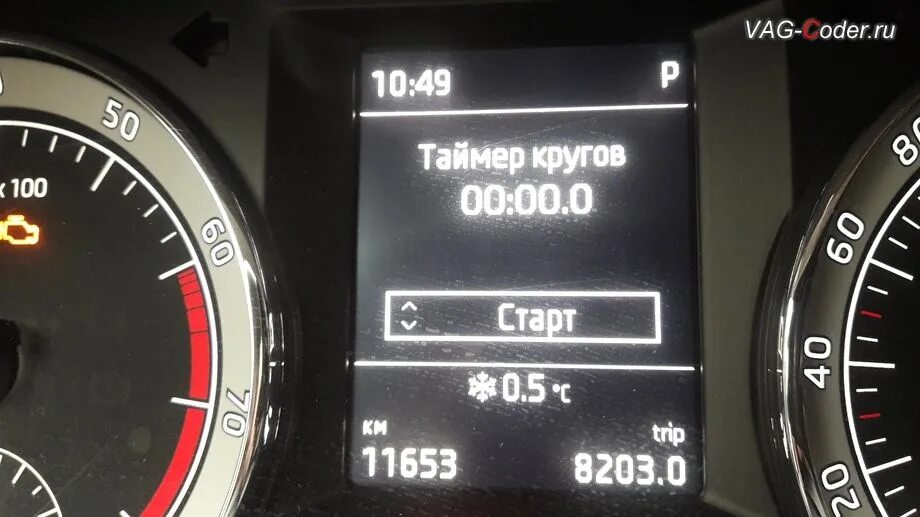 VAG-Coder.ru
10:49 P
Таймер кругов
00:00.0
Старт
0.5 °C
км trip
11653 8203.0
50
60
70
x 100
80
60
40
20